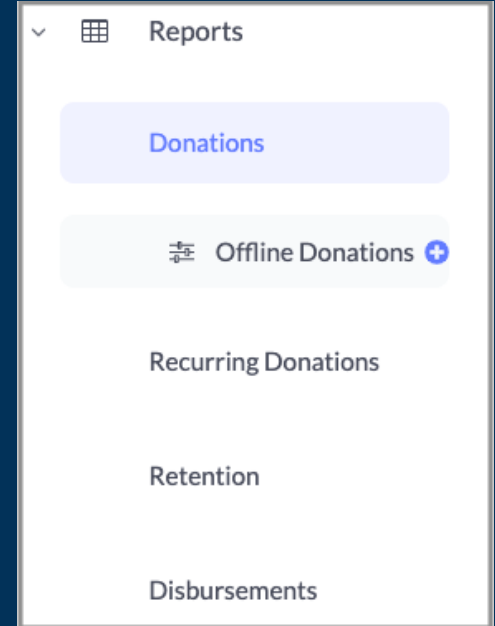 Reports
Donations
Offline Donations
Recurring Donations
Retention
Disbursements